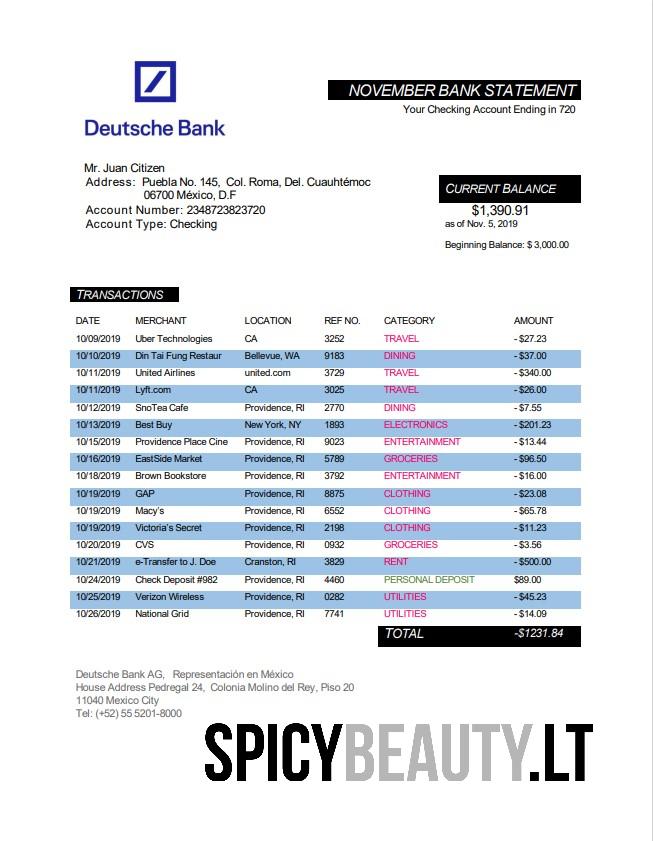 NOVEMBER BANK STATEMENT
Your Checking Account Ending in 720
Deutsche Bank
Mr. Juan Citizen
Address: Puebla No. 145, Col. Roma, Del. Cuauhtémoc
06700 México, D.F
Account Number: 2348723823720
Account Type: Checking
CURRENT BALANCE
$1,390.91
as of Nov. 5, 2019
Beginning Balance: $ 3,000.00
TRANSACTIONS
DATE MERCHANT LOCATION REF NO. CATEGORY AMOUNT
10/09/2019 Uber Technologies CA 3252 TRAVEL - $27.23
10/10/2019 Din Tai Fung Restaur Bellevue, WA 9183 DINING - $37.00
10/11/2019 United Airlines united.com 3729 TRAVEL - $340.00
10/11/2019 Lyft.com CA 3025 TRAVEL - $26.00
10/12/2019 SnoTea Cafe Providence, RI 2770 DINING - $7.55
10/13/2019 Best Buy New York, NY 1893 ELECTRONICS - $201.23
10/15/2019 Providence Place Cine Providence, RI 9023 ENTERTAINMENT - $13.44
10/16/2019 EastSide Market Providence, RI 5789 GROCERIES - $96.50
10/18/2019 Brown Bookstore Providence, RI 3792 ENTERTAINMENT - $16.00
10/19/2019 GAP Providence, RI 8875 CLOTHING - $23.08
10/19/2019 Macy's Providence, RI 6552 CLOTHING - $65.78
10/19/2019 Victoria's Secret Providence, RI 2198 CLOTHING - $11.23
10/20/2019 CVS Providence, RI 0932 GROCERIES - $3.56
10/21/2019 e-Transfer to J. Doe Cranston, RI 3829 RENT - $500.00
10/24/2019 Check Deposit #982 Providence, RI 4460 PERSONAL DEPOSIT $89.00
10/25/2019 Verizon Wireless Providence, RI 0282 UTILITIES - $45.23
10/26/2019 National Grid Providence, RI 7741 UTILITIES - $14.09
TOTAL -$1231.84
Deutsche Bank AG, Representación en México
House Address Pedregal 24, Colonia Molino del Rey, Piso 20
11040 Mexico City
Tel: (+52) 55 5201-8000
SPICYBEAUTY.LT